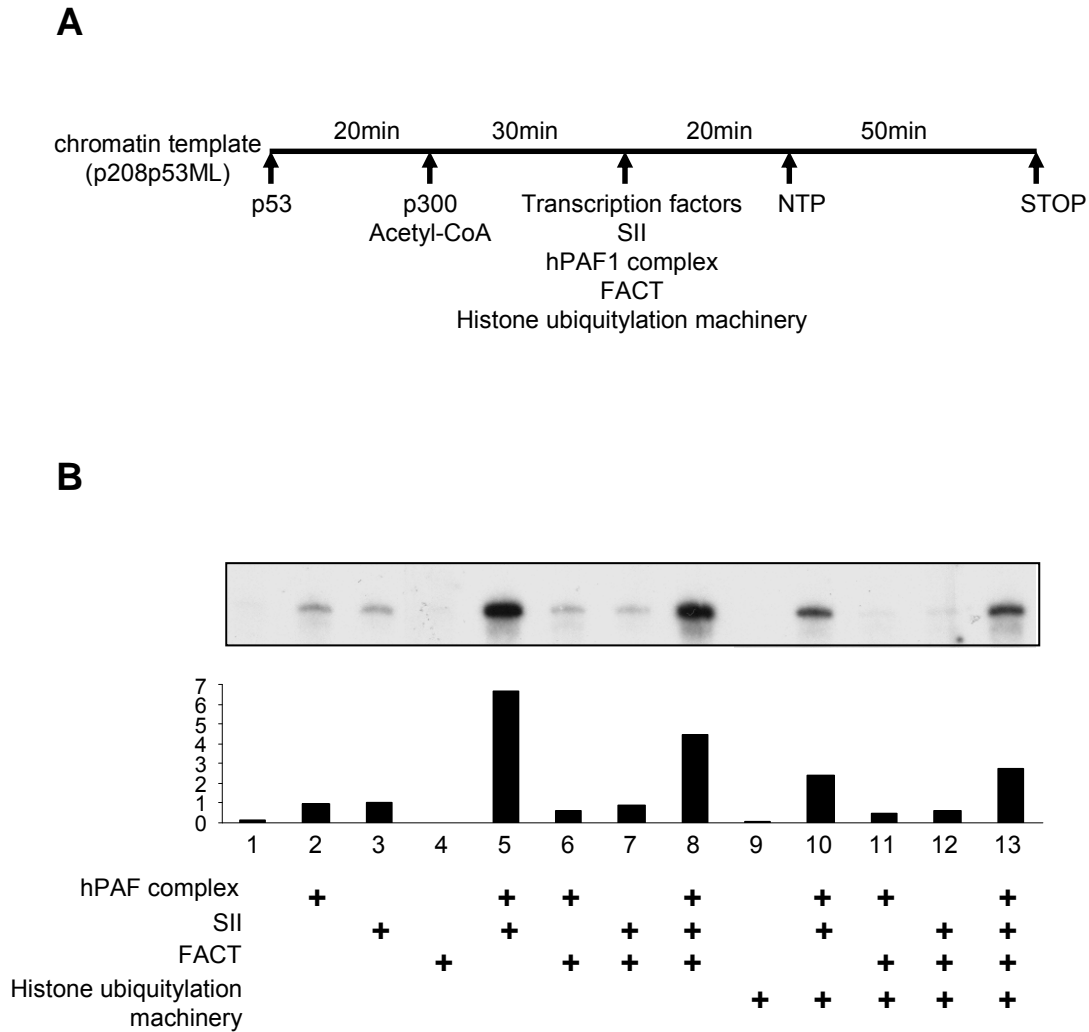 A
20min 30min 20min 50min
chromatin template
(p208p53ML)
p53 p300 Transcription factors NTP STOP
Acetyl-CoA SII
hPAF1 complex
FACT
Histone ubiquitylation machinery
B
7
6
5
4
3
2
1
0
1 2 3 4 5 6 7 8 9 10 11 12 13
hPAF complex + + + + + + +
SII + + + + + + +
FACT + + + + + + +
Histone ubiquitylation
machinery + + + + +